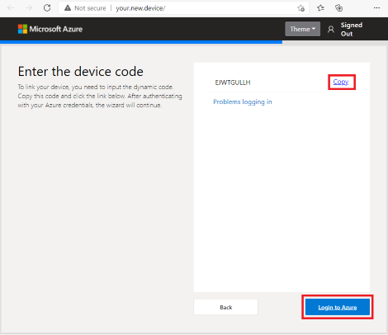 Not secure | your.new.device/
Microsoft Azure
Theme
Signed Out
Enter the device code
To link your device, you need to input the dynamic code.
Copy this code and click the link below. After authenticating
with your Azure credentials, the wizard will continue.
EJWTGULLH
Copy
Problems logging in
Back
Login to Azure